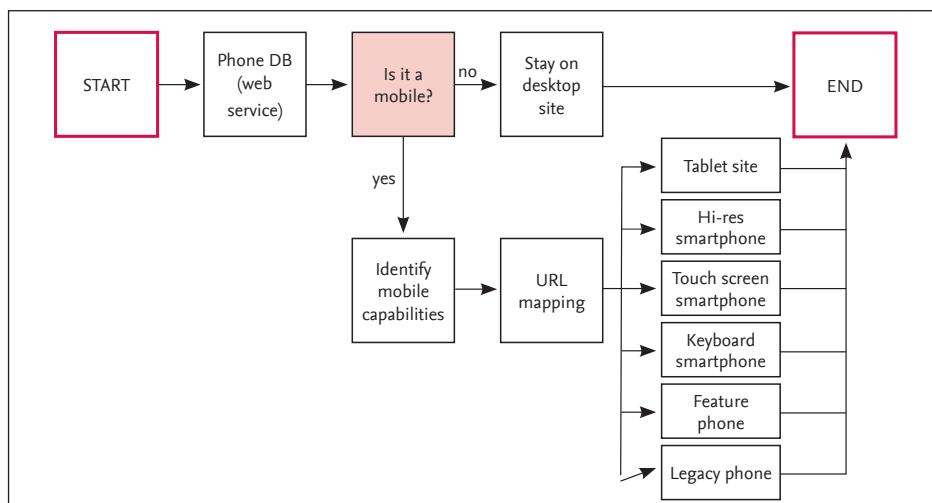 START
Phone DB
(web
service)
Is it a
mobile?
no
Stay on
desktop
site
END
yes
Identify
mobile
capabilities
URL
mapping
Tablet site
Hi-res
smartphone
Touch screen
smartphone
Keyboard
smartphone
Feature
phone
Legacy phone